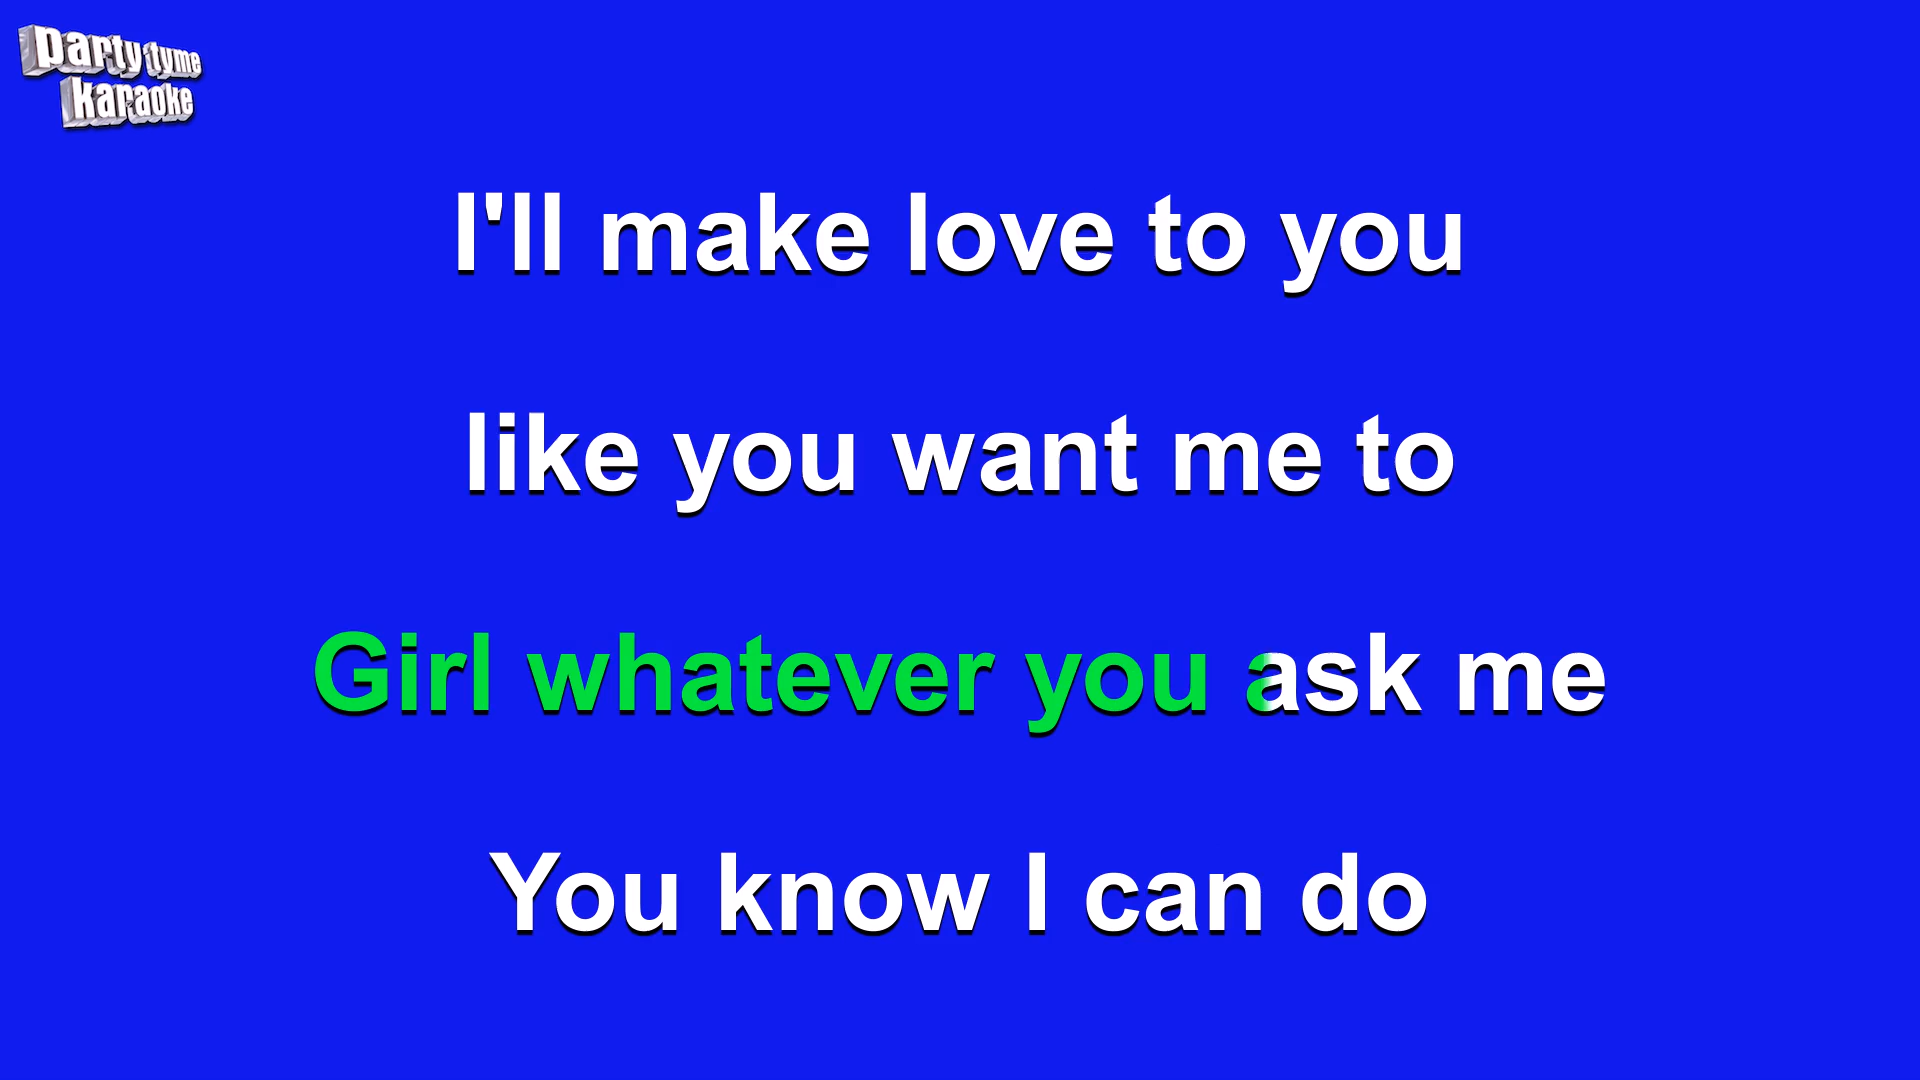 party tyme
karaoke
I'll make love to you
like you want me to
Girl whatever you ask me
You know I can do